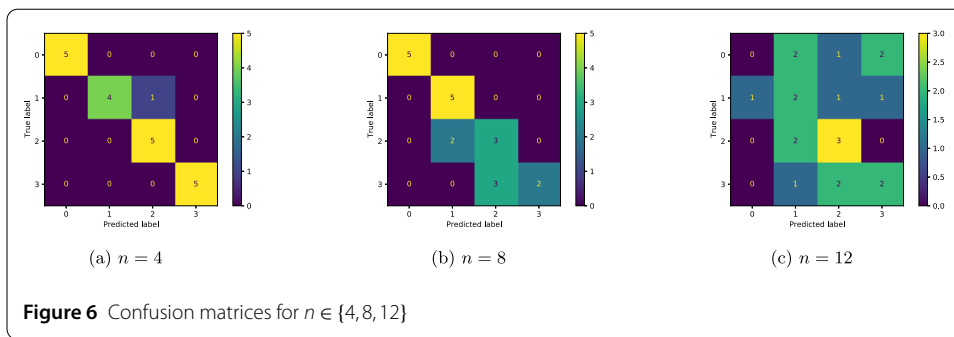 0 5 0 0 0
1 0 4 1 0
2 0 0 5 0
3 0 0 0 5
0 1 2 3
True label
Predicted label
5
4
3
2
1
0
(a) n = 4
0 5 0 0 0
1 0 5 0 0
2 0 2 3 0
3 0 0 3 2
0 1 2 3
True label
Predicted label
5
4
3
2
1
0
(b) n = 8
0 0 2 1 2
1 1 2 1 1
2 0 2 3 0
3 0 1 2 2
0 1 2 3
True label
Predicted label
3.0
2.5
2.0
1.5
1.0
0.5
0.0
(c) n = 12
Figure 6 Confusion matrices for n ∈ {4, 8, 12}